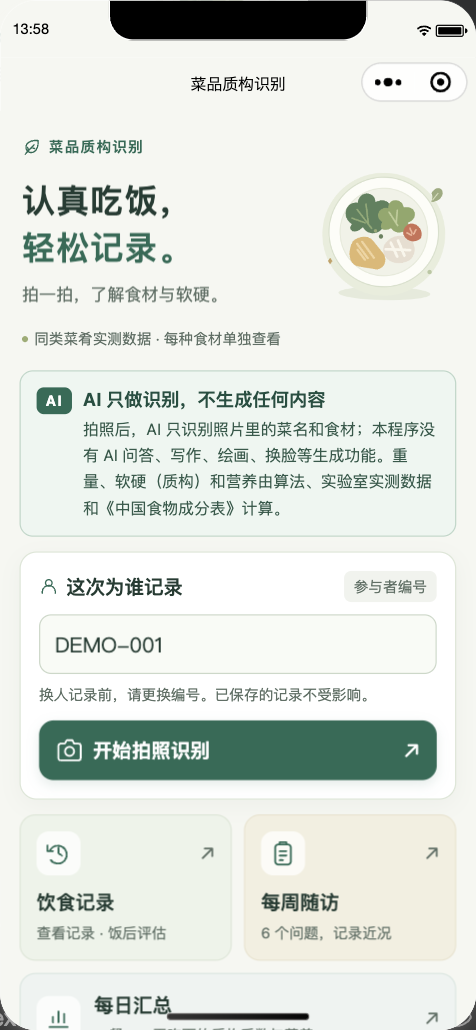 13:58
菜品质构识别
菜品质构识别
认真吃饭，
轻松记录。
拍一拍，了解食材与软硬。
同类菜肴实测数据 · 每种食材单独查看
AI
AI 只做识别，不生成任何内容
拍照后，AI 只识别照片里的菜名和食材；本程序没
有 AI 问答、写作、绘画、换脸等生成功能。重
量、软硬（质构）和营养由算法、实验室实测数据
和《中国食物成分表》计算。
这次为谁记录
参与者编号
DEMO–001
换人记录前，请更换编号。已保存的记录不受影响。
开始拍照识别
饮食记录
查看记录 · 饭后评估
每周随访
6 个问题，记录近况
每日汇总